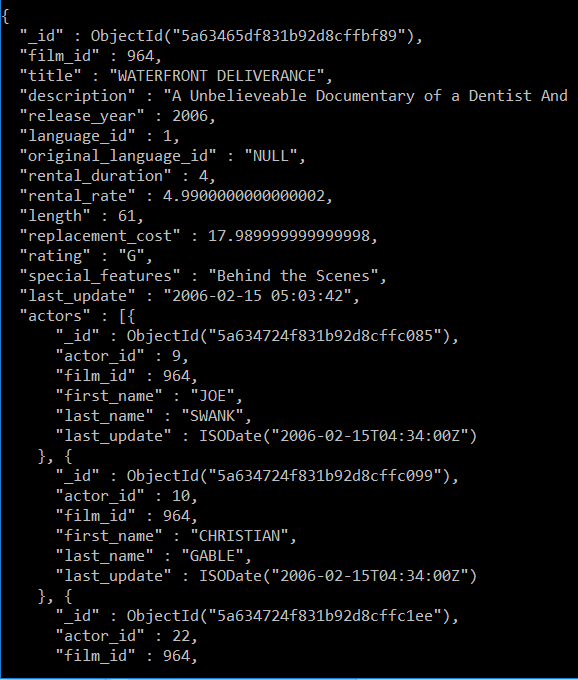 {
  "_id" : ObjectId("5a63465df831b92d8cffbf89"),
  "film_id" : 964,
  "title" : "WATERFRONT DELIVERANCE",
  "description" : "A Unbelieveable Documentary of a Dentist And
  "release_year" : 2006,
  "language_id" : 1,
  "original_language_id" : "NULL",
  "rental_duration" : 4,
  "rental_rate" : 4.9900000000000002,
  "length" : 61,
  "replacement_cost" : 17.989999999999998,
  "rating" : "G",
  "special_features" : "Behind the Scenes",
  "last_update" : "2006-02-15 05:03:42",
  "actors" : [{
      "_id" : ObjectId("5a634724f831b92d8cffc085"),
      "actor_id" : 9,
      "film_id" : 964,
      "first_name" : "JOE",
      "last_name" : "SWANK",
      "last_update" : ISODate("2006-02-15T04:34:00Z")
    }, {
      "_id" : ObjectId("5a634724f831b92d8cffc099"),
      "actor_id" : 10,
      "film_id" : 964,
      "first_name" : "CHRISTIAN",
      "last_name" : "GABLE",
      "last_update" : ISODate("2006-02-15T04:34:00Z")
    }, {
      "_id" : ObjectId("5a634724f831b92d8cffc1ee"),
      "actor_id" : 22,
      "film_id" : 964,